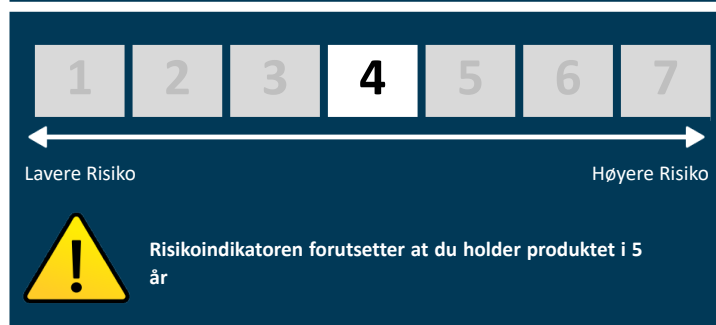 1 2 3 4 5 6 7
Lavere Risiko Høyere Risiko
!
Risikoindikatoren forutsetter at du holder produktet i 5
år